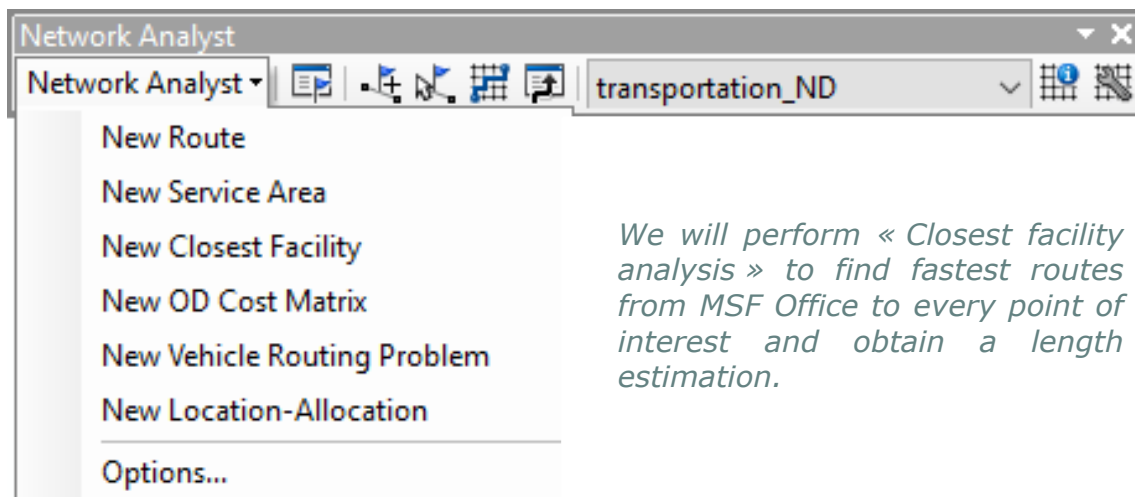 Network Analyst
Network Analyst
transportation_ND
New Route
New Service Area
New Closest Facility
New OD Cost Matrix
New Vehicle Routing Problem
New Location-Allocation
Options...
We will perform « Closest facility
analysis » to find fastest routes
from MSF Office to every point of
interest and obtain a length
estimation.